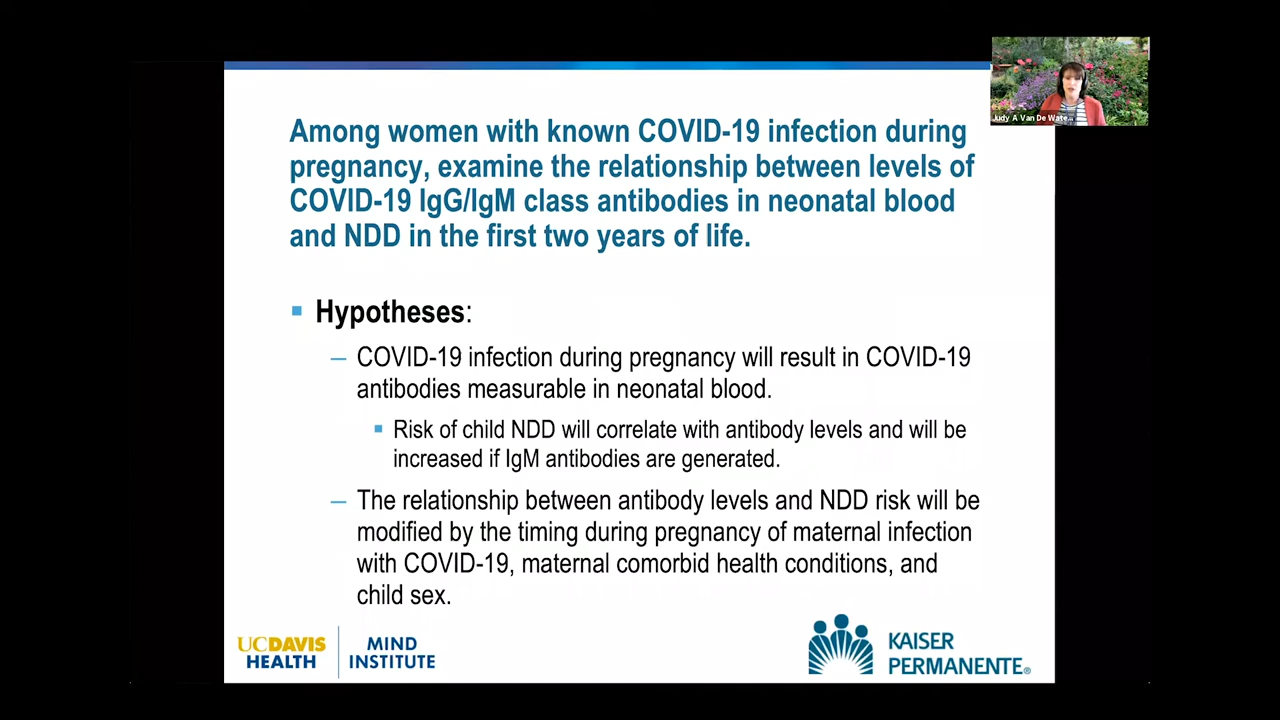 Judy A Van De Wate...
Among women with known COVID-19 infection during
pregnancy, examine the relationship between levels of
COVID-19 IgG/IgM class antibodies in neonatal blood
and NDD in the first two years of life.
Hypotheses:
COVID-19 infection during pregnancy will result in COVID-19
antibodies measurable in neonatal blood.
Risk of child NDD will correlate with antibody levels and will be
increased if IgM antibodies are generated.
The relationship between antibody levels and NDD risk will be
modified by the timing during pregnancy of maternal infection
with COVID-19, maternal comorbid health conditions, and
child sex.
UCDAVIS
HEALTH
MIND
INSTITUTE
KAISER
PERMANENTE®